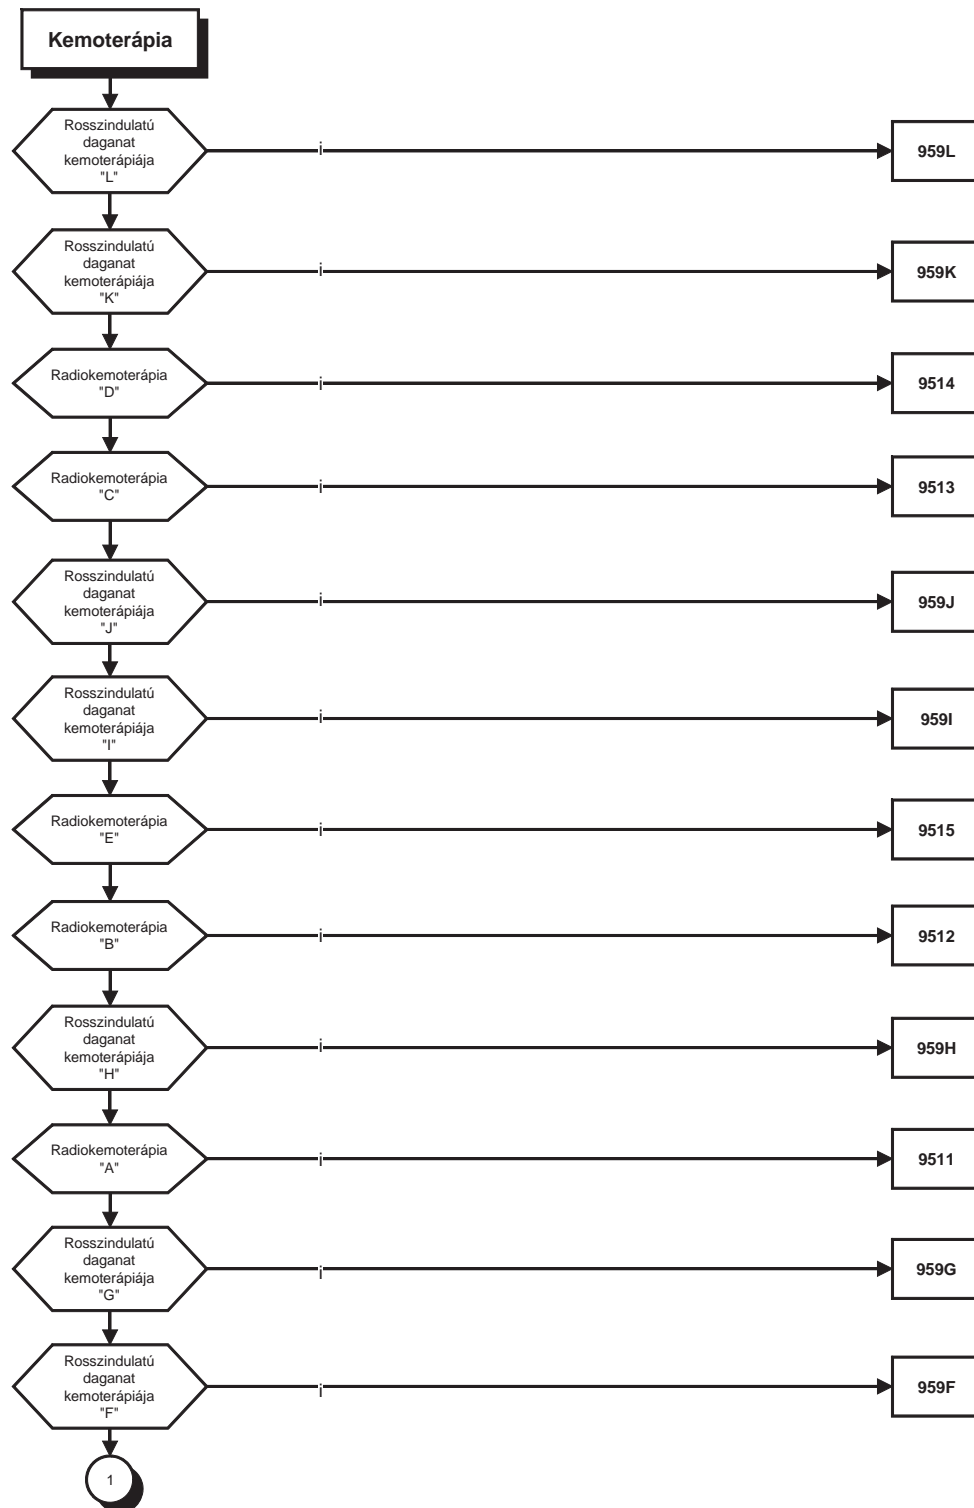 Kemoterápia
Rosszindulatú
daganat
kemoterápiája
"L"
i
959L
Rosszindulatú
daganat
kemoterápiája
"K"
i
959K
Radiokemoterápia
"D"
i
9514
Radiokemoterápia
"C"
i
9513
Rosszindulatú
daganat
kemoterápiája
"J"
i
959J
Rosszindulatú
daganat
kemoterápiája
"I"
i
959I
Radiokemoterápia
"E"
i
9515
Radiokemoterápia
"B"
i
9512
Rosszindulatú
daganat
kemoterápiája
"H"
i
959H
Radiokemoterápia
"A"
i
9511
Rosszindulatú
daganat
kemoterápiája
"G"
i
959G
Rosszindulatú
daganat
kemoterápiája
"F"
i
959F
1